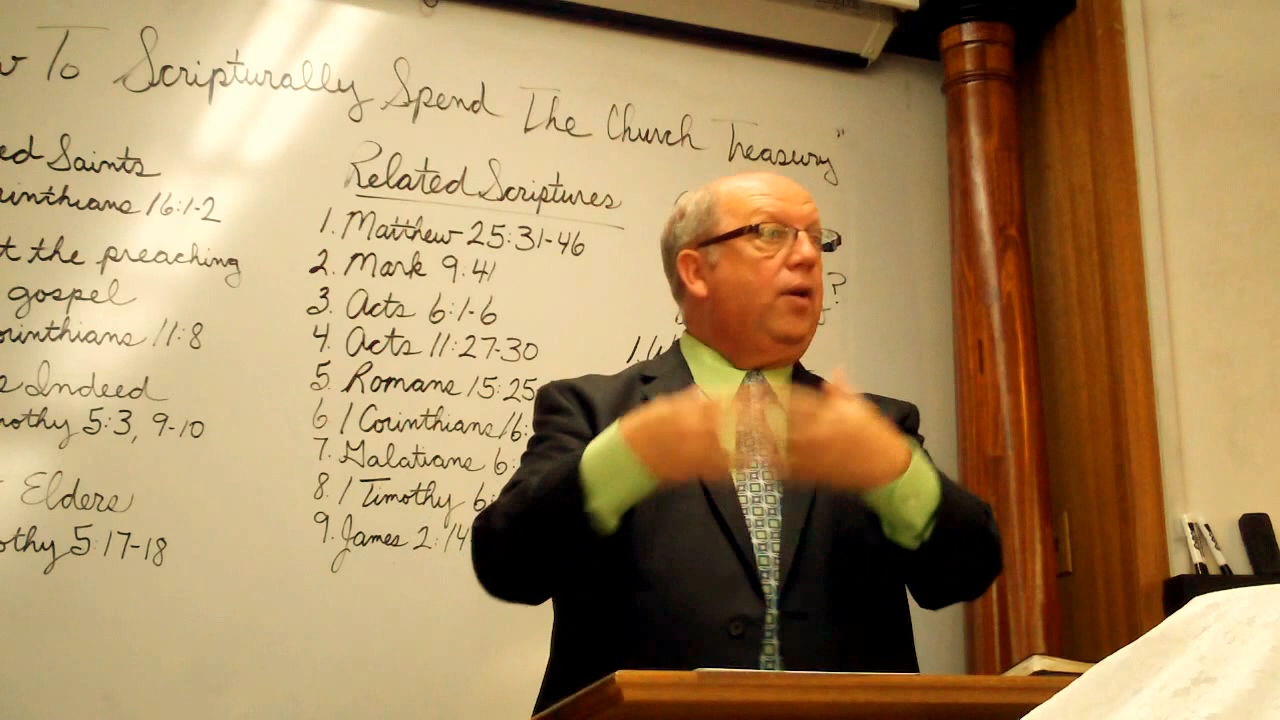 To Scripturally Spend The Church Treasury"
ed Saints
rinthians 16:1-2
t the preaching
gospel
orinthians 11:8
s Indeed
mothy 5:3, 9-10
Elders
othy 5:17-18
Related Scriptures
1. Matthew 25:31-46
2. Mark 9:41
3. Acts 6:1-6
4. Acts 11:27-30
5. Romans 15:25
6 1 Corinthians 16:
7. Galatians 6:
8. 1 Timothy 6:
9. James 2:14
?